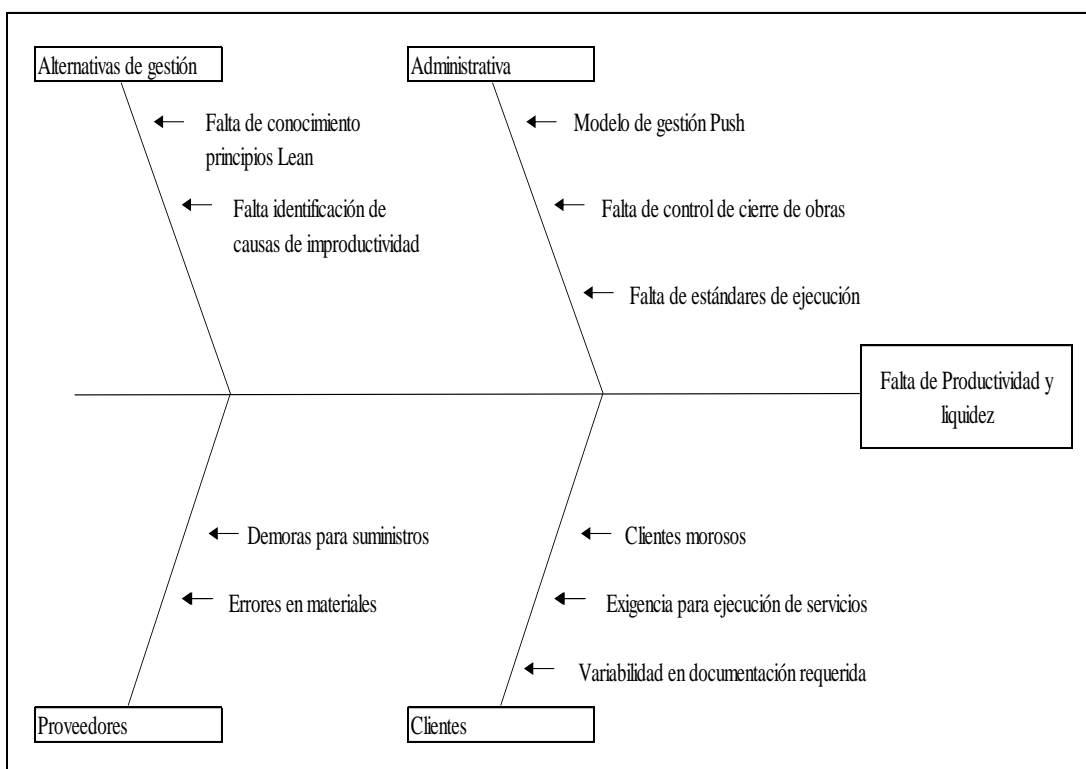 Alternativas de gestión
Administrativa
Falta de conocimiento
principios Lean
Modelo de gestión Push
Falta identificación de
causas de improductividad
Falta de control de cierre de obras
Falta de estándares de ejecución
Falta de Productividad y
liquidez
Demoras para suministros
Clientes morosos
Errores en materiales
Exigencia para ejecución de servicios
Variabilidad en documentación requerida
Proveedores
Clientes